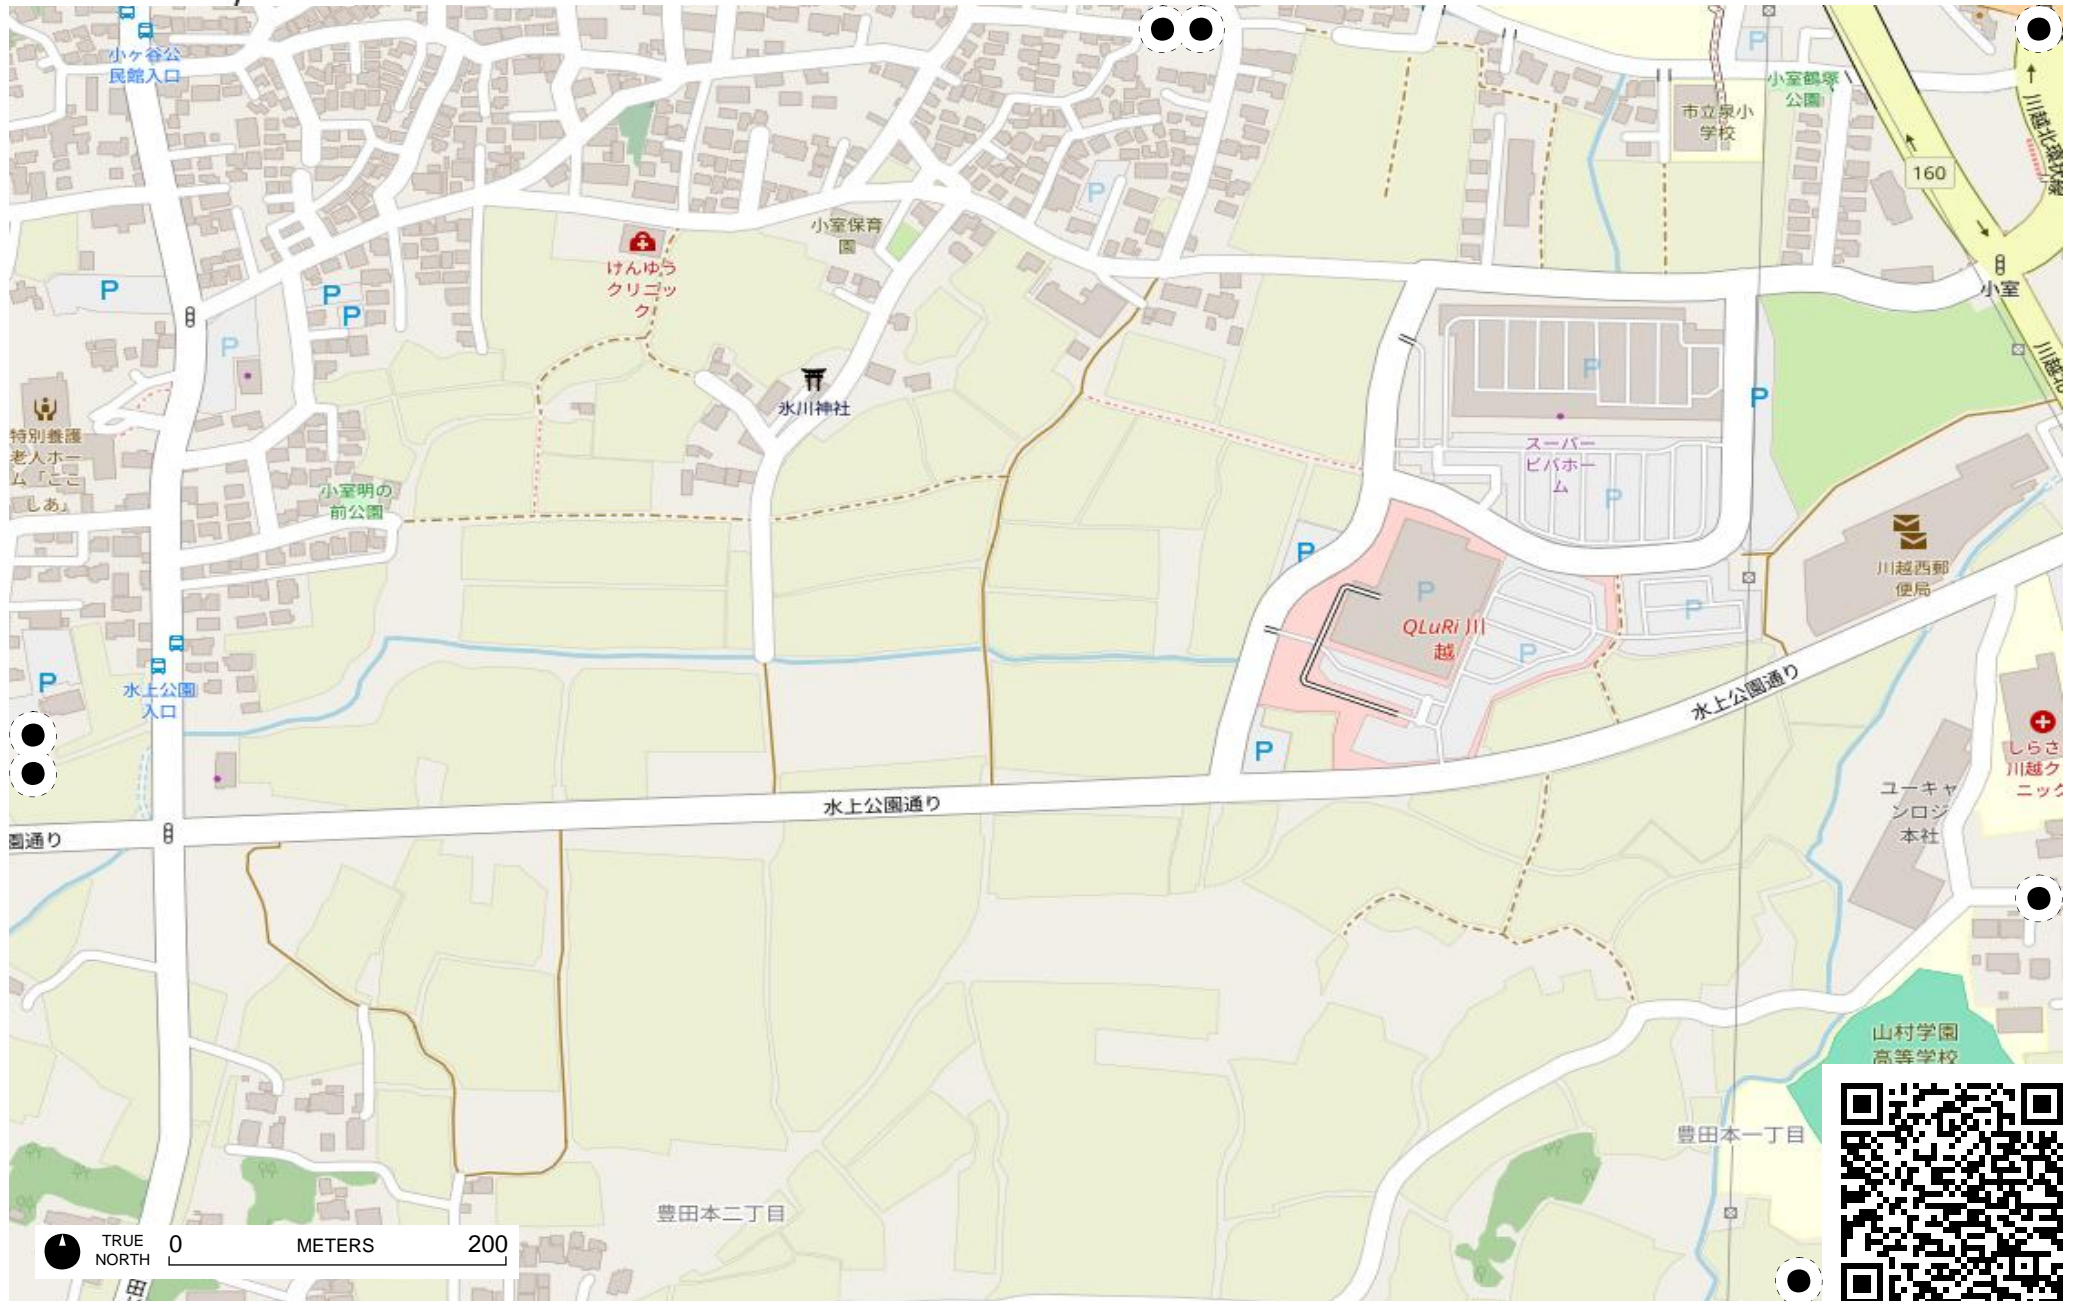 小ヶ谷公
民館入口
P
小室鶴塚
公園
市立泉小
学校
川越北環状線
160
P
小室保育
園
けんゆう
クリニッ
ク
P
P
P
P
小室
川越北
氷川神社
P
P
スーパー
ビバホー
ム
P
特別養護
老人ホー
ム「ここ
しあ」
小室明の
前公園
川越西郵
便局
P
P
QLuRi 川
越
P
P
P
水上公園
入口
水上公園通り
P
しらさ
川越ク
ニック
ユーキャ
ンロジ
本社
水上公園通り
園通り
山村学園
高等学校
豊田本一丁目
豊田本二丁目
TRUE
NORTH
0 METERS 200
田